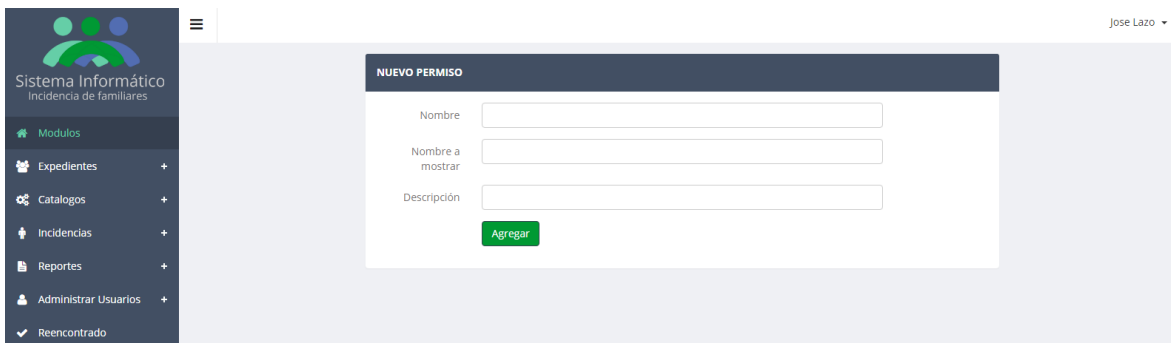 Sistema Informático
Incidencia de familiares
Modulos
Expedientes +
Catalogos +
Incidencias +
Reportes +
Administrar Usuarios +
Reencontrado
Jose Lazo
NUEVO PERMISO
Nombre
Nombre a
mostrar
Descripción
Agregar